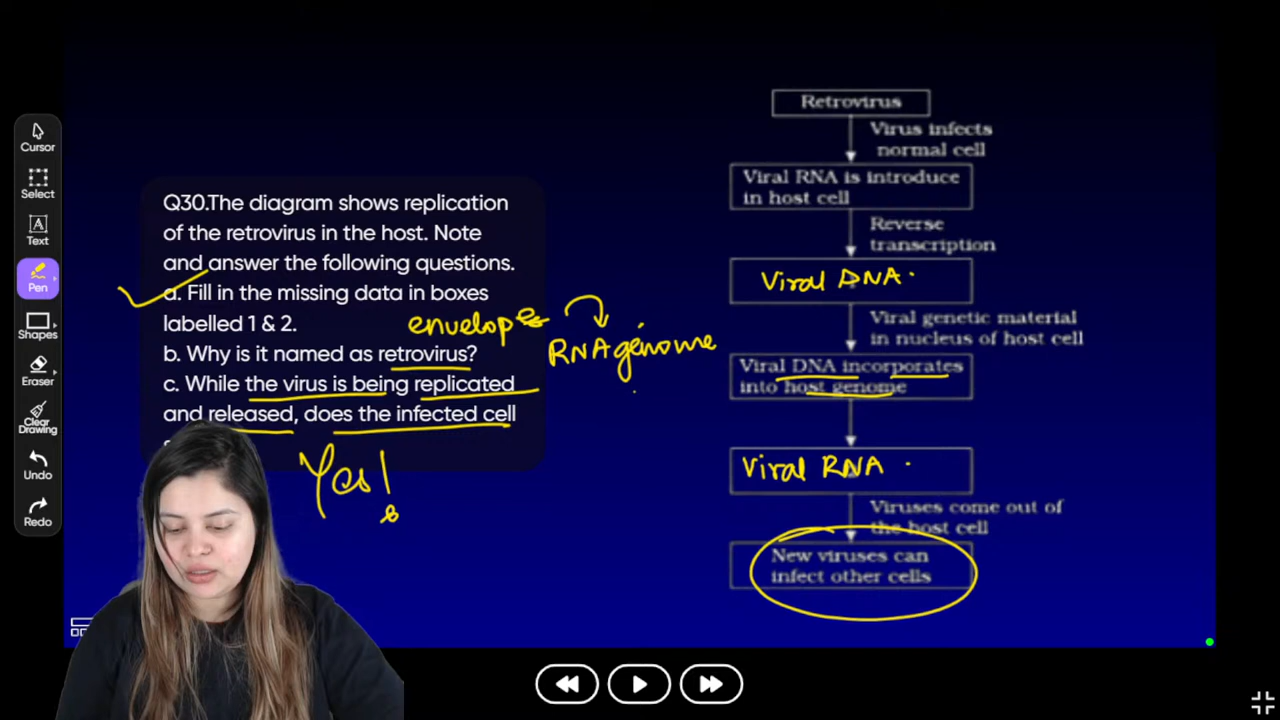 Cursor
Select
Text
Pen
Shapes
Eraser
Clear
Drawing
Undo
Redo
Q30.The diagram shows replication
of the retrovirus in the host. Note
and answer the following questions.
a. Fill in the missing data in boxes
labelled 1 & 2.
b. Why is it named as retrovirus?
c. While the virus is being replicated
and released, does the infected cell
envelope
RNA genome
Yes!
Retrovirus
Virus infects
normal cell
Viral RNA is introduce
in host cell
Reverse
transcription
Viral DNA.
Viral genetic material
in nucleus of host cell
Viral DNA incorporates
into host genome
Viral RNA.
Viruses come out of
the host cell
New viruses can
infect other cells